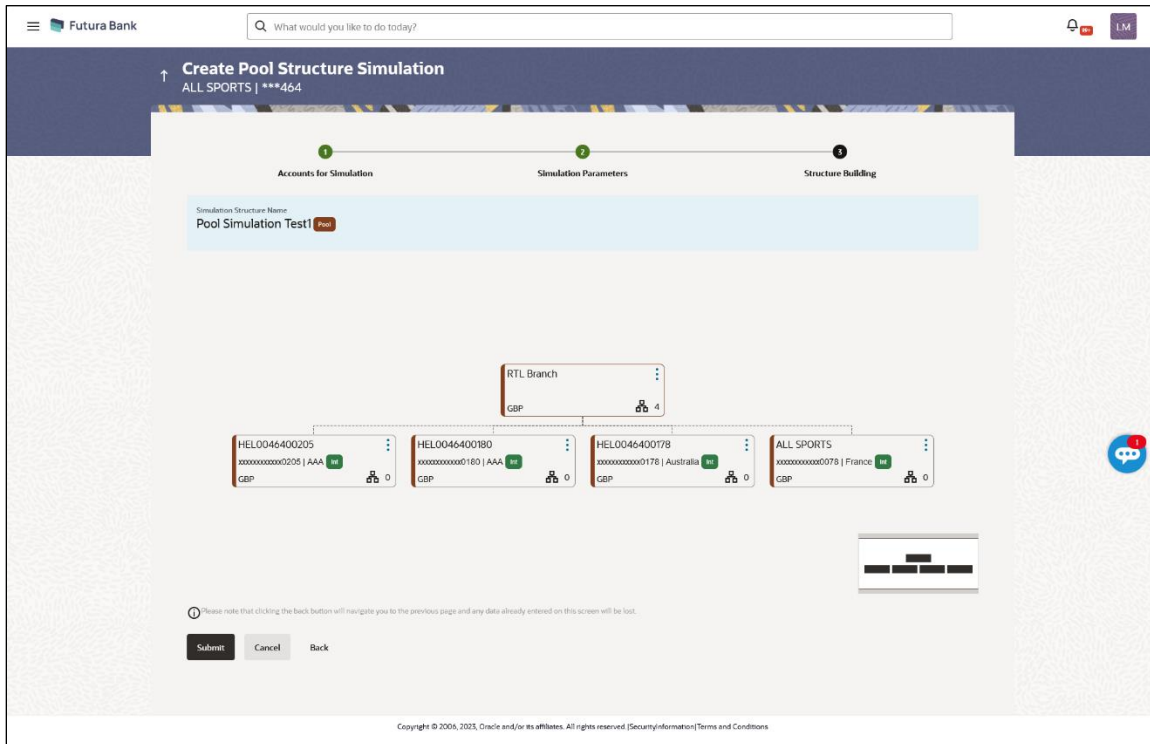 Futura Bank
What would you like to do today?
99+
LM
Create Pool Structure Simulation
ALL SPORTS | ***464
1
2
3
Accounts for Simulation
Simulation Parameters
Structure Building
Simulation Structure Name
Pool Simulation Test1 Pool
RTL Branch
GBP 4
HEL0046400205
xxxxxxxxxxxx0205 | AAA Int
GBP 0
HEL0046400180
xxxxxxxxxxxx0180 | AAA Int
GBP 0
HEL0046400178
xxxxxxxxxxxx0178 | Australia Int
GBP 0
ALL SPORTS
xxxxxxxxxxxx0078 | France Int
GBP 0
1
Please note that clicking the back button will navigate you to the previous page and any data already entered on this screen will be lost.
Submit
Cancel
Back
Copyright © 2006, 2023, Oracle and/or its affiliates. All rights reserved.|SecurityInformation|Terms and Conditions